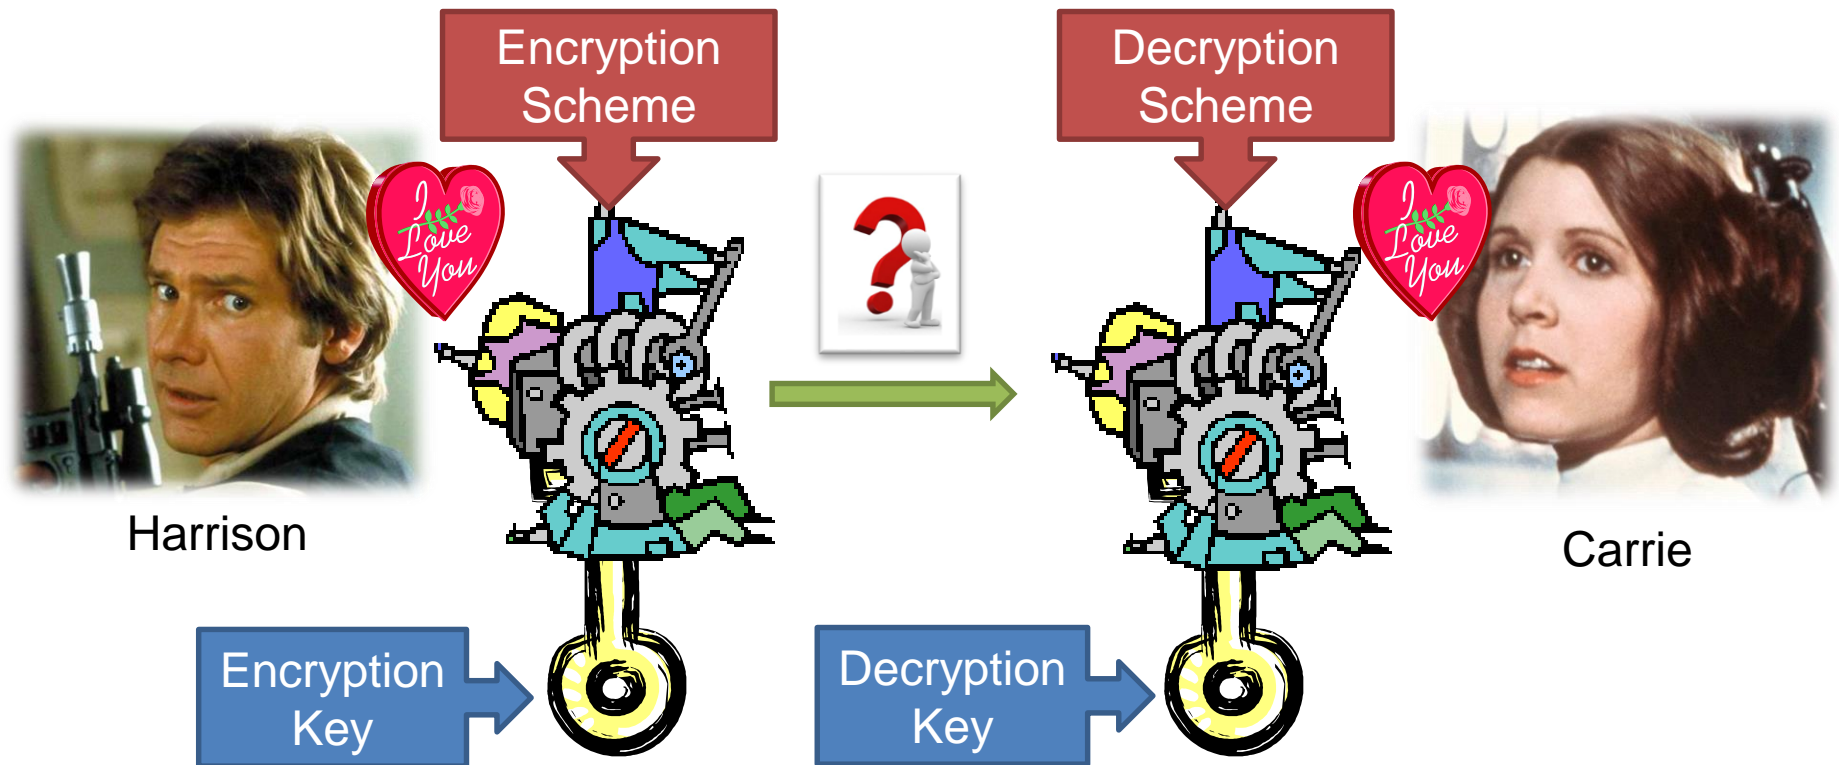 Encryption
Scheme
Decryption
Scheme
I
Love
You
I
Love
You
Harrison
Carrie
Encryption
Key
Decryption
Key